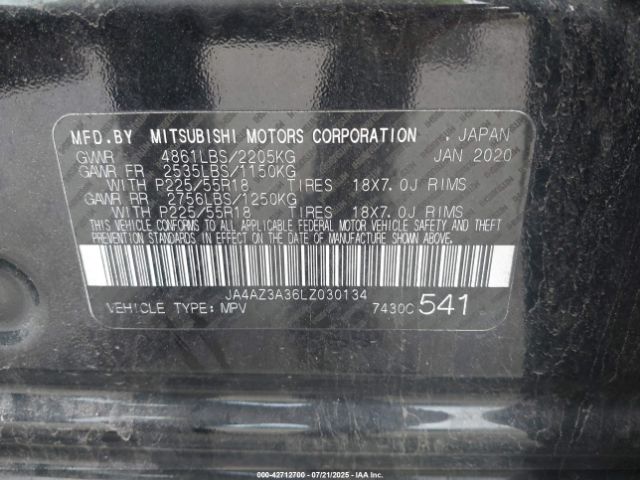 MFD.BY MITSUBISHI MOTORS CORPORATION , JAPAN
GVWR 4861LBS/2205KG JAN 2020
GAWR FR 2535LBS/1150KG
WITH P225/55R18 TIRES 18X7.0J RIMS
GAWR RR 2756LBS/1250KG
WITH P225/55R18 TIRES 18X7.0J RIMS
THIS VEHICLE CONFORMS TO ALL APPLICABLE FEDERAL MOTOR VEHICLE SAFETY AND THEFT
PREVENTION STANDARDS IN EFFECT ON THE DATE OF MANUFACTURE SHOWN ABOVE.
JA4AZ3A36LZ030134
VEHICLE TYPE: MPV 7430C 541
000-42712700 - 07/21/2025 - IAA Inc.